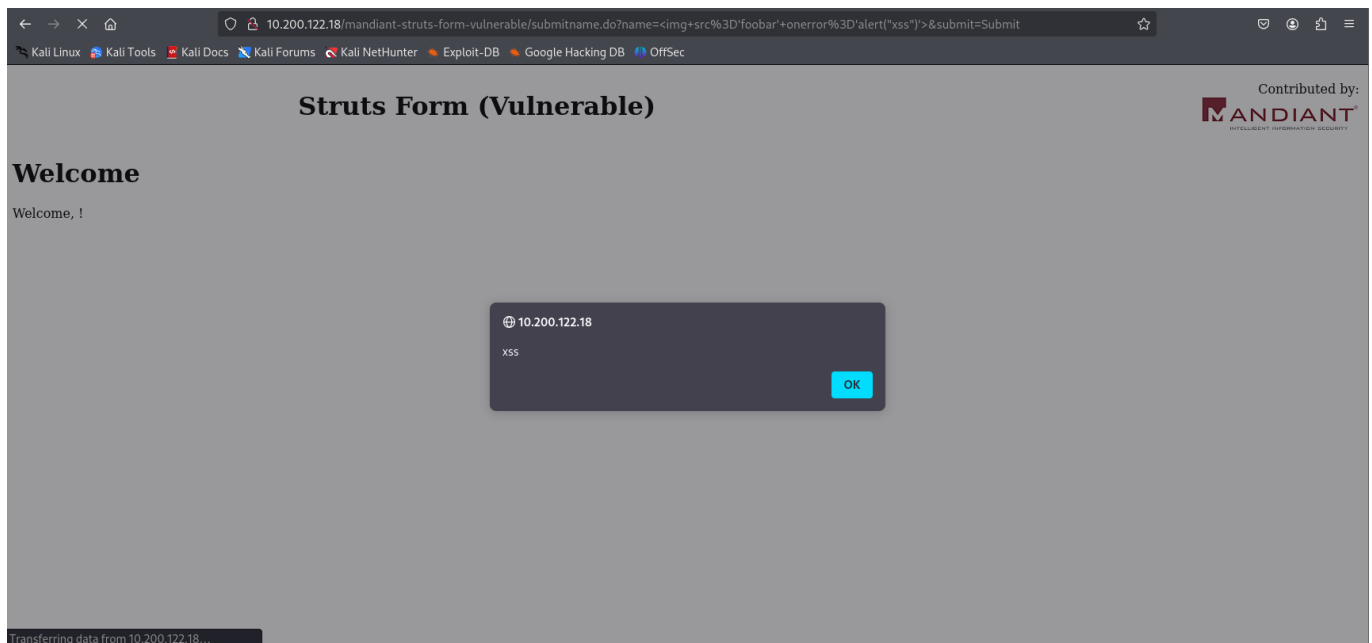 10.200.122.18/mandiant-struts-form-vulnerable/submitname.do?name=<img+src%3D'foobar'+onerror%3D'alert("xss")'>&submit=Submit
Kali Linux Kali Tools Kali Docs Kali Forums Kali NetHunter Exploit-DB Google Hacking DB OffSec
Struts Form (Vulnerable)
Contributed by:
MANDIANT
INTELLIGENT INFORMATION SECURITY
Welcome
Welcome, !
10.200.122.18
xss
OK
Transferring data from 10.200.122.18...